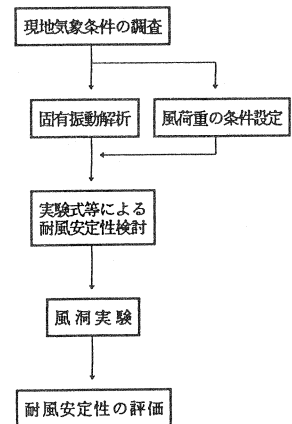 現地気象条件の調査
固有振動解析
風荷重の条件設定
実験式等による
耐風安定性検討
風洞実験
耐風安定性の評価